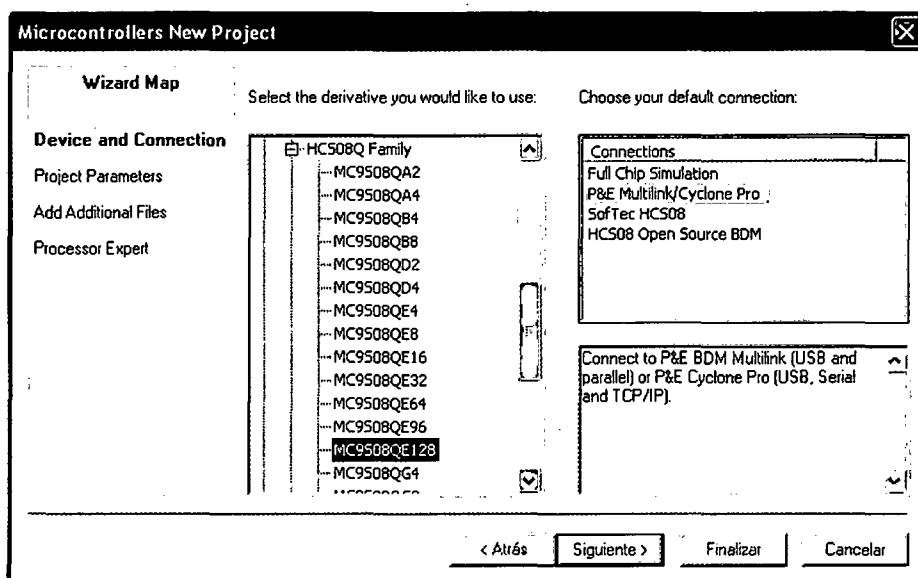 Microcontrollers New Project
Wizard Map
Device and Connection
Project Parameters
Add Additional Files
Processor Expert
Select the derivative you would like to use:
HCS08Q Family
MC9S08QA2
MC9S08QA4
MC9S08QB4
MC9S08QB8
MC9S08QD2
MC9S08QD4
MC9S08QE4
MC9S08QE8
MC9S08QE16
MC9S08QE32
MC9S08QE64
MC9S08QE96
MC9S08QE128
MC9S08QG4
Choose your default connection:
Connections
Full Chip Simulation
P&E Multilink/Cyclone Pro
SofTec HCS08
HCS08 Open Source BDM
Connect to P&E BDM Multilink (USB and
parallel) or P&E Cyclone Pro (USB, Serial
and TCP/IP).
< Atrás
Siguiente >
Finalizar
Cancelar